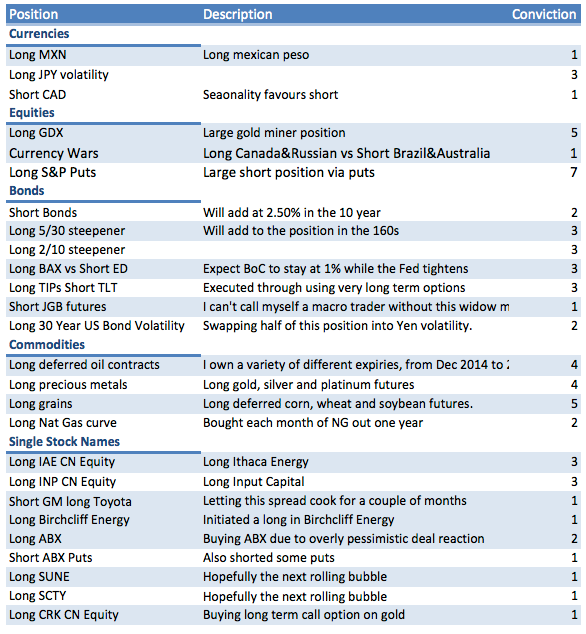 Position Description Conviction
Currencies
Long MXN Long mexican peso 1
Long JPY volatility 3
Short CAD Seaonality favours short 1
Equities
Long GDX Large gold miner position 5
Currency Wars Long Canada&Russian vs Short Brazil&Australia 1
Long S&P Puts Large short position via puts 7
Bonds
Short Bonds Will add at 2.50% in the 10 year 2
Long 5/30 steepener Will add to the position in the 160s 3
Long 2/10 steepener 3
Long BAX vs Short ED Expect BoC to stay at 1% while the Fed tightens 3
Long TIPs Short TLT Executed through using very long term options 3
Short JGB futures I can't call myself a macro trader without this widow m 1
Long 30 Year US Bond Volatility Swapping half of this position into Yen volatility. 2
Commodities
Long deferred oil contracts I own a variety of different expiries, from Dec 2014 to 4
Long precious metals Long gold, silver and platinum futures 4
Long grains Long deferred corn, wheat and soybean futures. 5
Long Nat Gas curve Bought each month of NG out one year 2
Single Stock Names
Long IAE CN Equity Long Ithaca Energy 3
Long INP CN Equity Long Input Capital 3
Short GM long Toyota Letting this spread cook for a couple of months 1
Long Birchcliff Energy Initiated a long in Birchcliff Energy 1
Long ABX Buying ABX due to overly pessimistic deal reaction 2
Short ABX Puts Also shorted some puts 1
Long SUNE Hopefully the next rolling bubble 1
Long SCTY Hopefully the next rolling bubble 1
Long CRK CN Equity Buying long term call option on gold 1